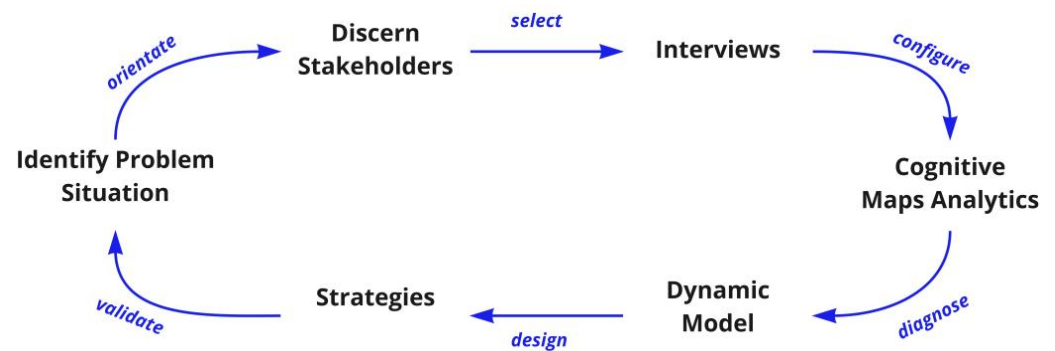 select
Discern
Stakeholders
Interviews
orientate
configure
Identify Problem
Situation
Cognitive
Maps Analytics
Strategies
Dynamic
Model
validate
design
diagnose